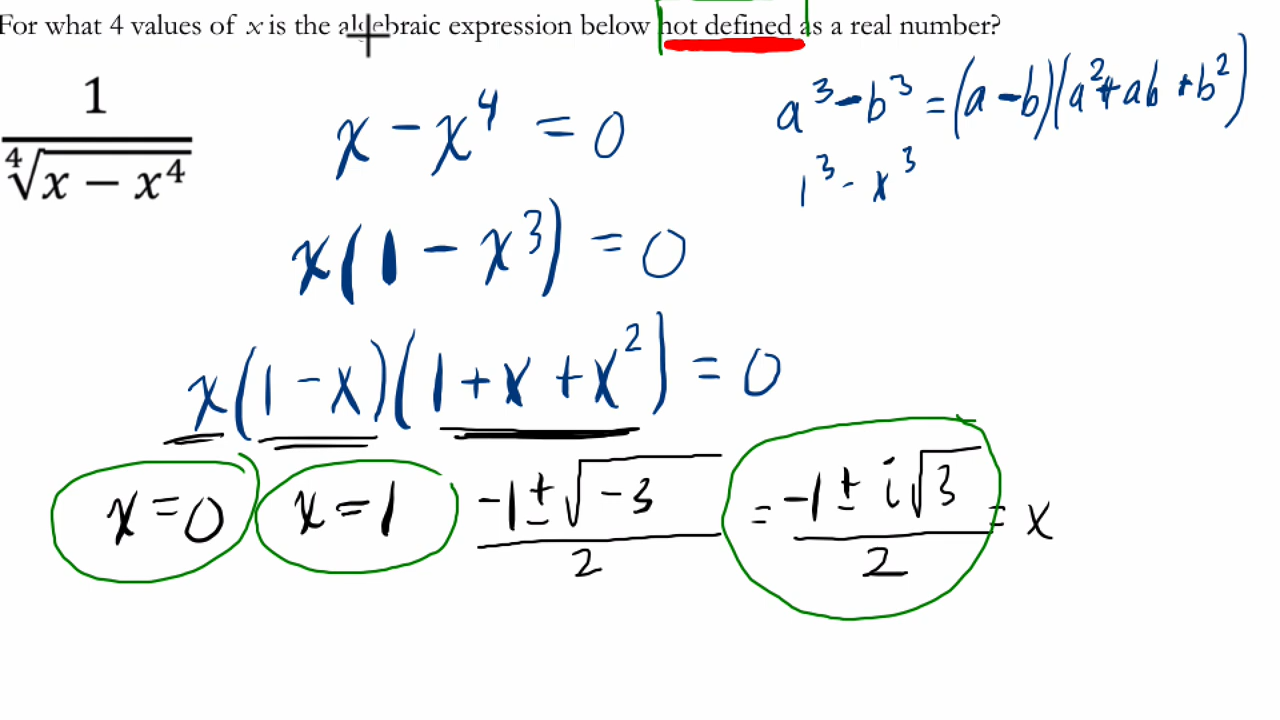 For what 4 values of x is the algebraic expression below not defined as a real number?
1
⁴√x − x⁴
x − x⁴ = 0
a³ − b³ = (a − b)(a² + ab + b²)
1³ − x³
x(1 − x³) = 0
x(1 − x)(1 + x + x²) = 0
x = 0 x = 1 -1 ± √-3 / 2 = -1 ± i√3 / 2 = x